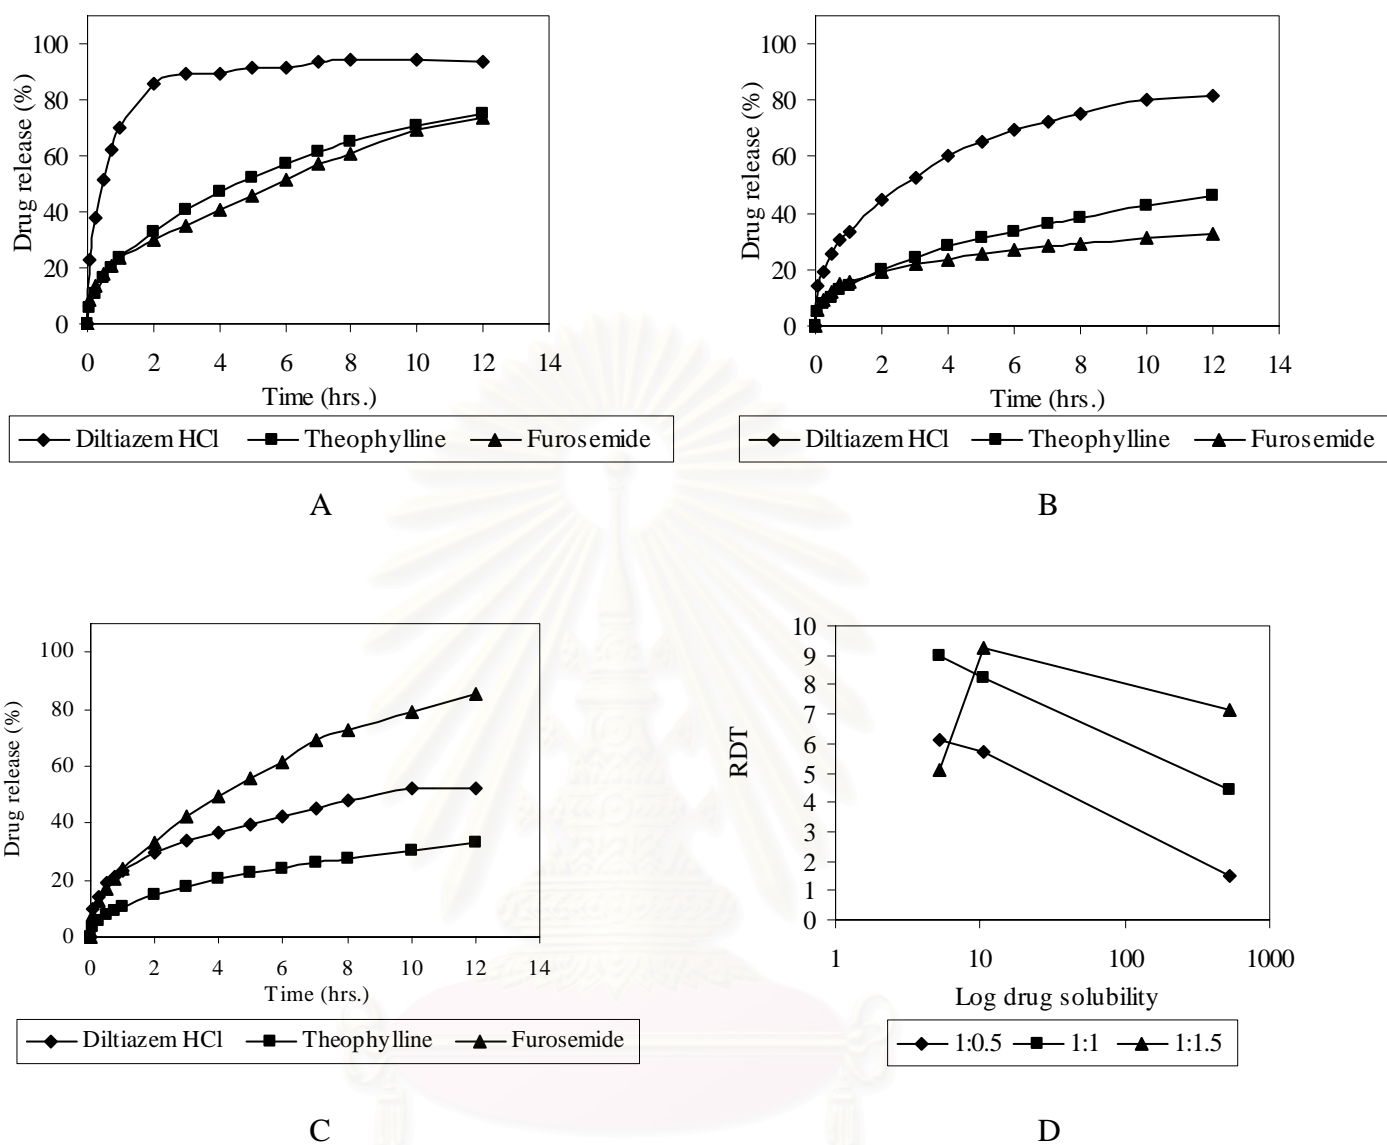 100
80
60
40
20
0
Drug release (%)
0 2 4 6 8 10 12 14
Time (hrs.)
Diltiazem HCl Theophylline Furosemide
A
100
80
60
40
20
0
Drug release (%)
0 2 4 6 8 10 12 14
Time (hrs.)
Diltiazem HCl Theophylline Furosemide
B
100
80
60
40
20
0
Drug release (%)
0 2 4 6 8 10 12 14
Time (hrs.)
Diltiazem HCl Theophylline Furosemide
C
10
9
8
7
6
5
4
3
2
1
0
RDT
1 10 100 1000
Log drug solubility
1:0.5 1:1 1:1.5
D